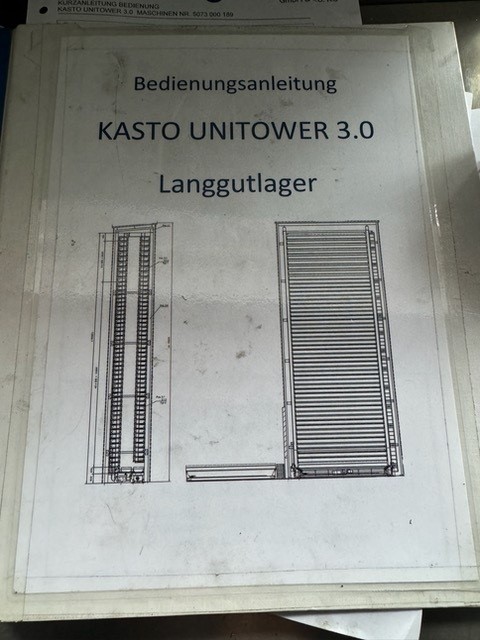 KURZANLEITUNG BEDIENUNG
KASTO UNITOWER 3.0 MASCHINEN NR. 5073 000 189
Bedienungsanleitung
KASTO UNITOWER 3.0
Langgutlager